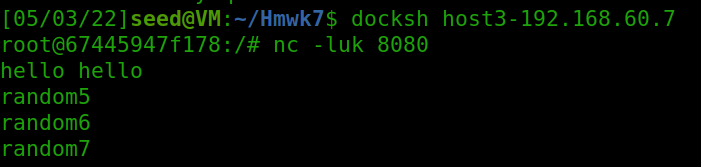 [05/03/22]seed@VM:~/Hmwk7$ docksh host3-192.168.60.7
root@67445947f178:/# nc -luk 8080
hello hello
random5
random6
random7